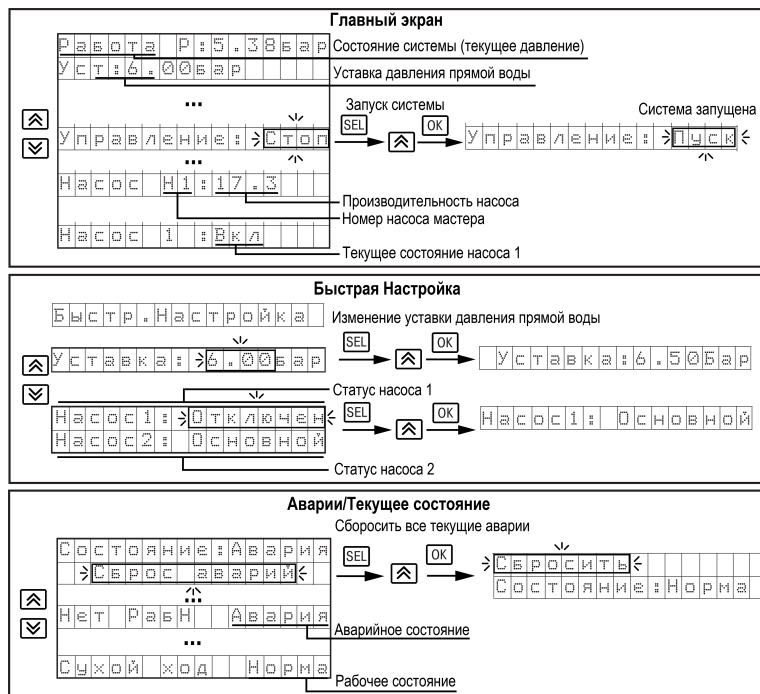 Главный экран
Работа P:5.38бар
Состояние системы (текущее давление)
Уст:6.00бар
Уставка давления прямой воды
...
Запуск системы
Система запущена
Управление: Стоп
SEL
OK
Управление: Пуск
...
Насос Н1:17.3
Производительность насоса
Номер насоса мастера
Насос 1 :Вкл
Текущее состояние насоса 1
Быстрая Настройка
Быстр.Настройка
Изменение уставки давления прямой воды
Уставка: 6.00бар
SEL
OK
Уставка:6.50Бар
Статус насоса 1
Насос1: Отключен
SEL
OK
Насос1: Основной
Насос2: Основной
Статус насоса 2
Аварии/Текущее состояние
Сборосить все текущие аварии
Состояние:Авария
SEL
OK
Сбросить
Сброс аварий
Состояние:Норма
...
Нет РабН Авария
Аварийное состояние
...
Сухой ход Норма
Рабочее состояние